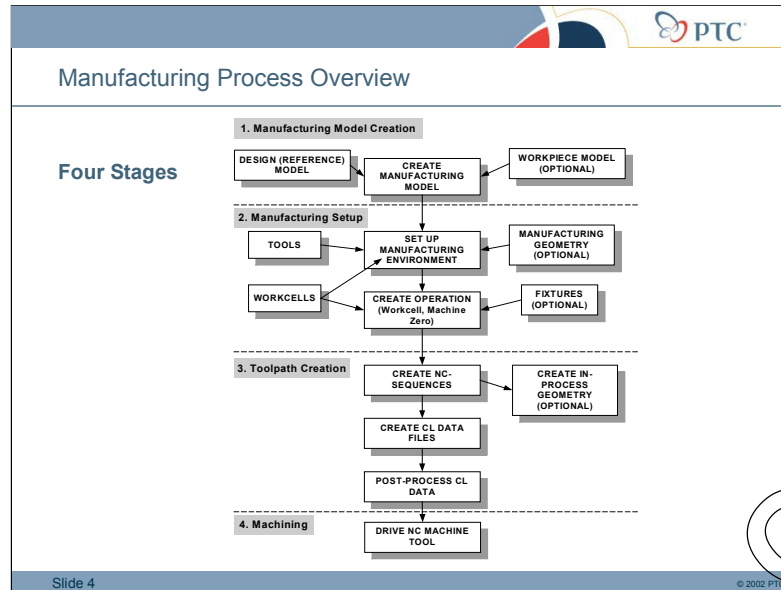 PTC
Manufacturing Process Overview
Four Stages
1. Manufacturing Model Creation
DESIGN (REFERENCE)
MODEL
CREATE
MANUFACTURING
MODEL
WORKPIECE MODEL
(OPTIONAL)
2. Manufacturing Setup
TOOLS
SET UP
MANUFACTURING
ENVIRONMENT
MANUFACTURING
GEOMETRY
(OPTIONAL)
WORKCELLS
CREATE OPERATION
(Workcell, Machine
Zero)
FIXTURES
(OPTIONAL)
3. Toolpath Creation
CREATE NC-
SEQUENCES
CREATE IN-
PROCESS
GEOMETRY
(OPTIONAL)
CREATE CL DATA
FILES
POST-PROCESS CL
DATA
4. Machining
DRIVE NC MACHINE
TOOL
Slide 4
© 2002 PTC